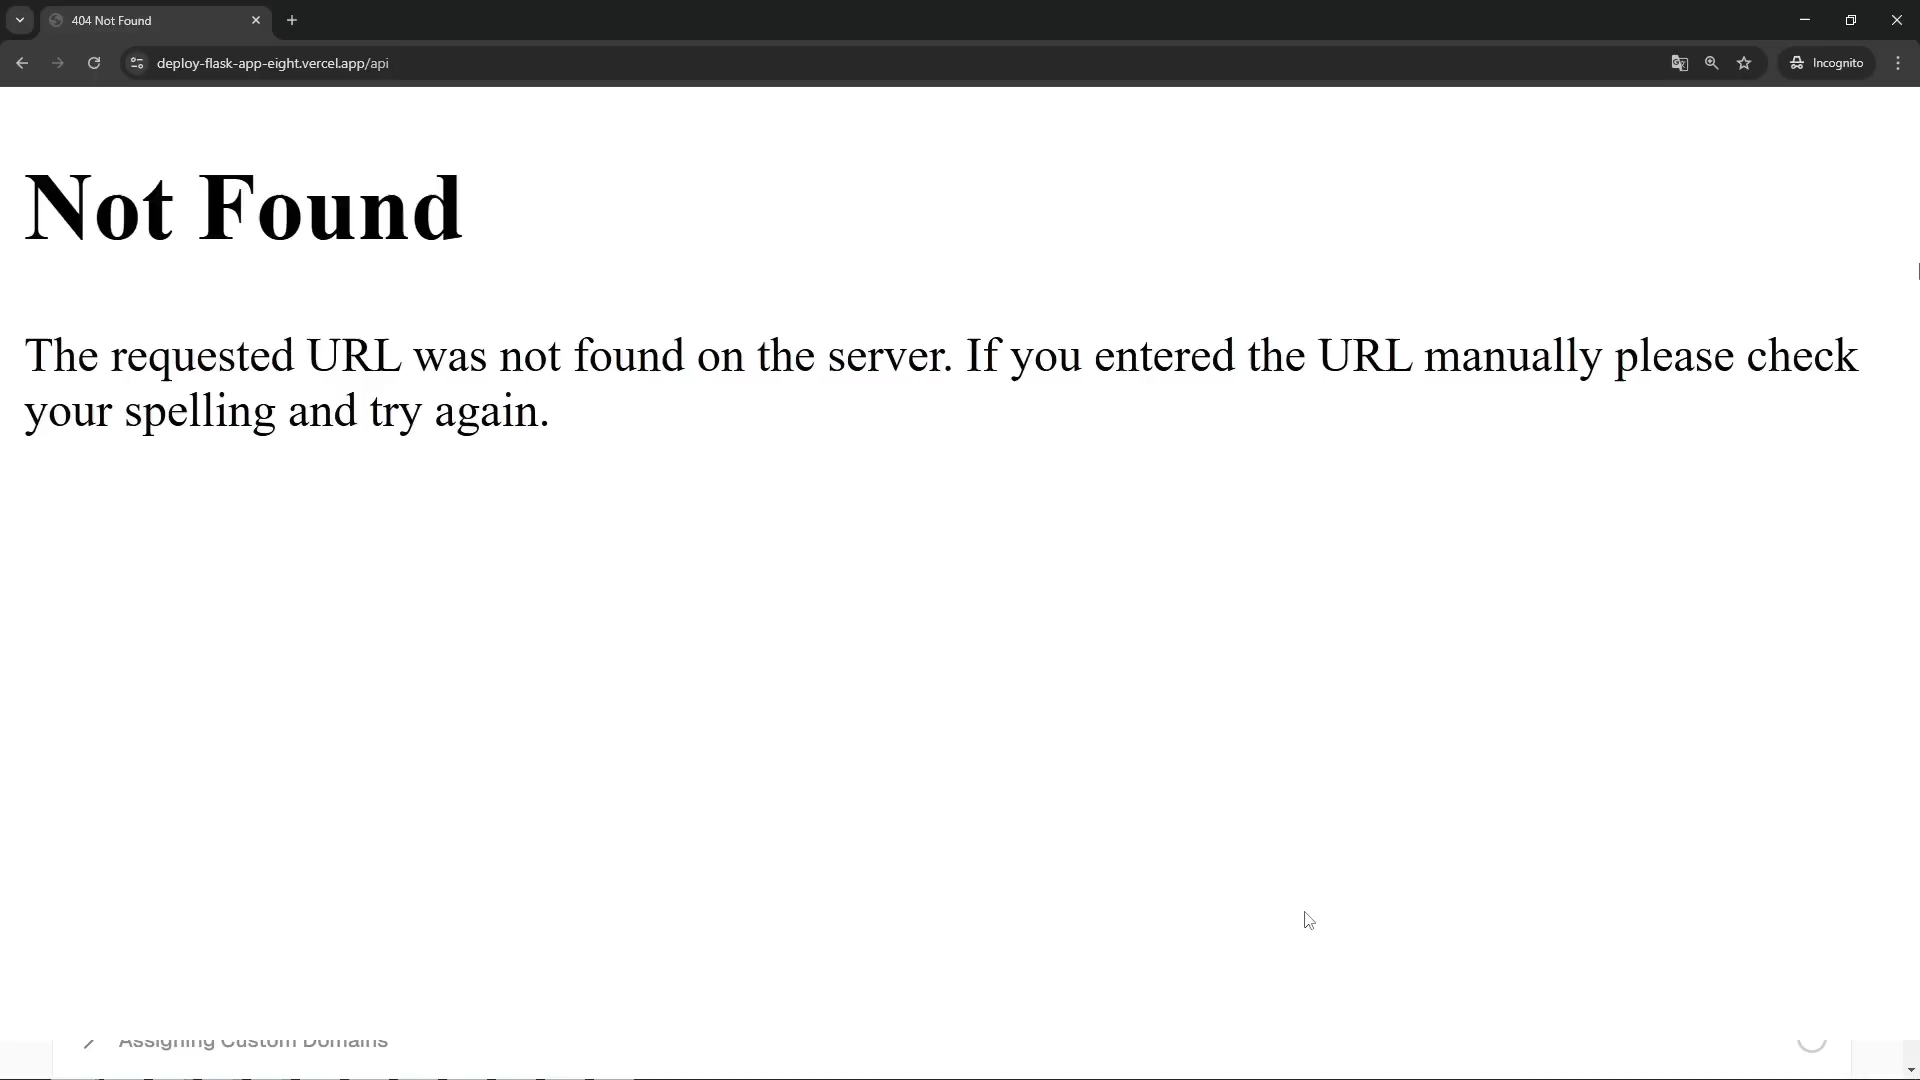 404 Not Found
deploy-flask-app-eight.vercel.app/api
Incognito
Not Found
The requested URL was not found on the server. If you entered the URL manually please check
your spelling and try again.
Assigning Custom Domains